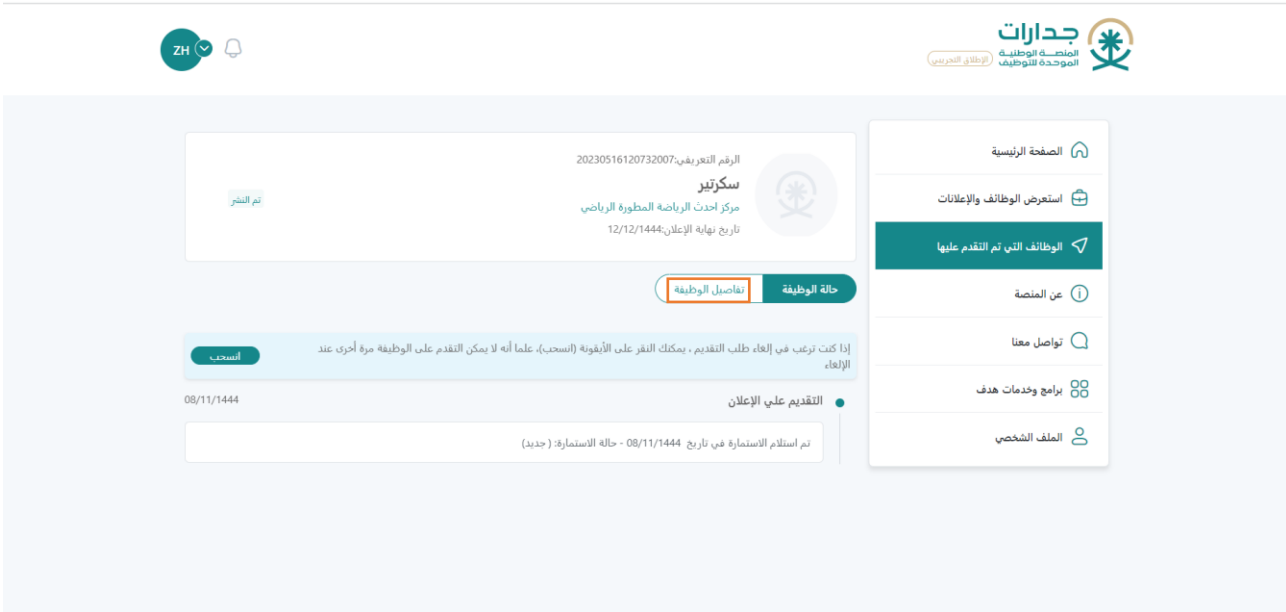 جدارات
المنصـــة الوطنيـة
الموحدة للتوظيف
(الإطلاق التجريبي)
ZH
الصفحة الرئيسية
استعرض الوظائف والإعلانات
الوظائف التي تم التقدم عليها
عن المنصة
تواصل معنا
برامج وخدمات هدف
الملف الشخصي
الرقم التعريفي:20230516120732007
سكرتير
مركز احدث الرياضة المطورة الرياضي
تاريخ نهاية الإعلان:12/12/1444
تم النشر
حالة الوظيفة
تفاصيل الوظيفة
إذا كنت ترغب في إلغاء طلب التقديم ، يمكنك النقر على الأيقونة (انسحب)، علما أنه لا يمكن التقدم على الوظيفة مرة أخرى عند
الإلغاء
انسحب
التقديم علي الإعلان
08/11/1444
تم استلام الاستمارة في تاريخ 08/11/1444 - حالة الاستمارة: ( جديد)